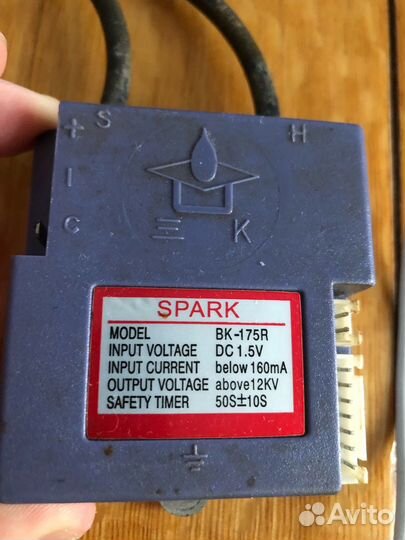 + S H
I
C K
SPARK
MODEL BK-175R
INPUT VOLTAGE DC 1.5V
INPUT CURRENT below 160mA
OUTPUT VOLTAGE above12KV
SAFETY TIMER 50S±10S
Avito